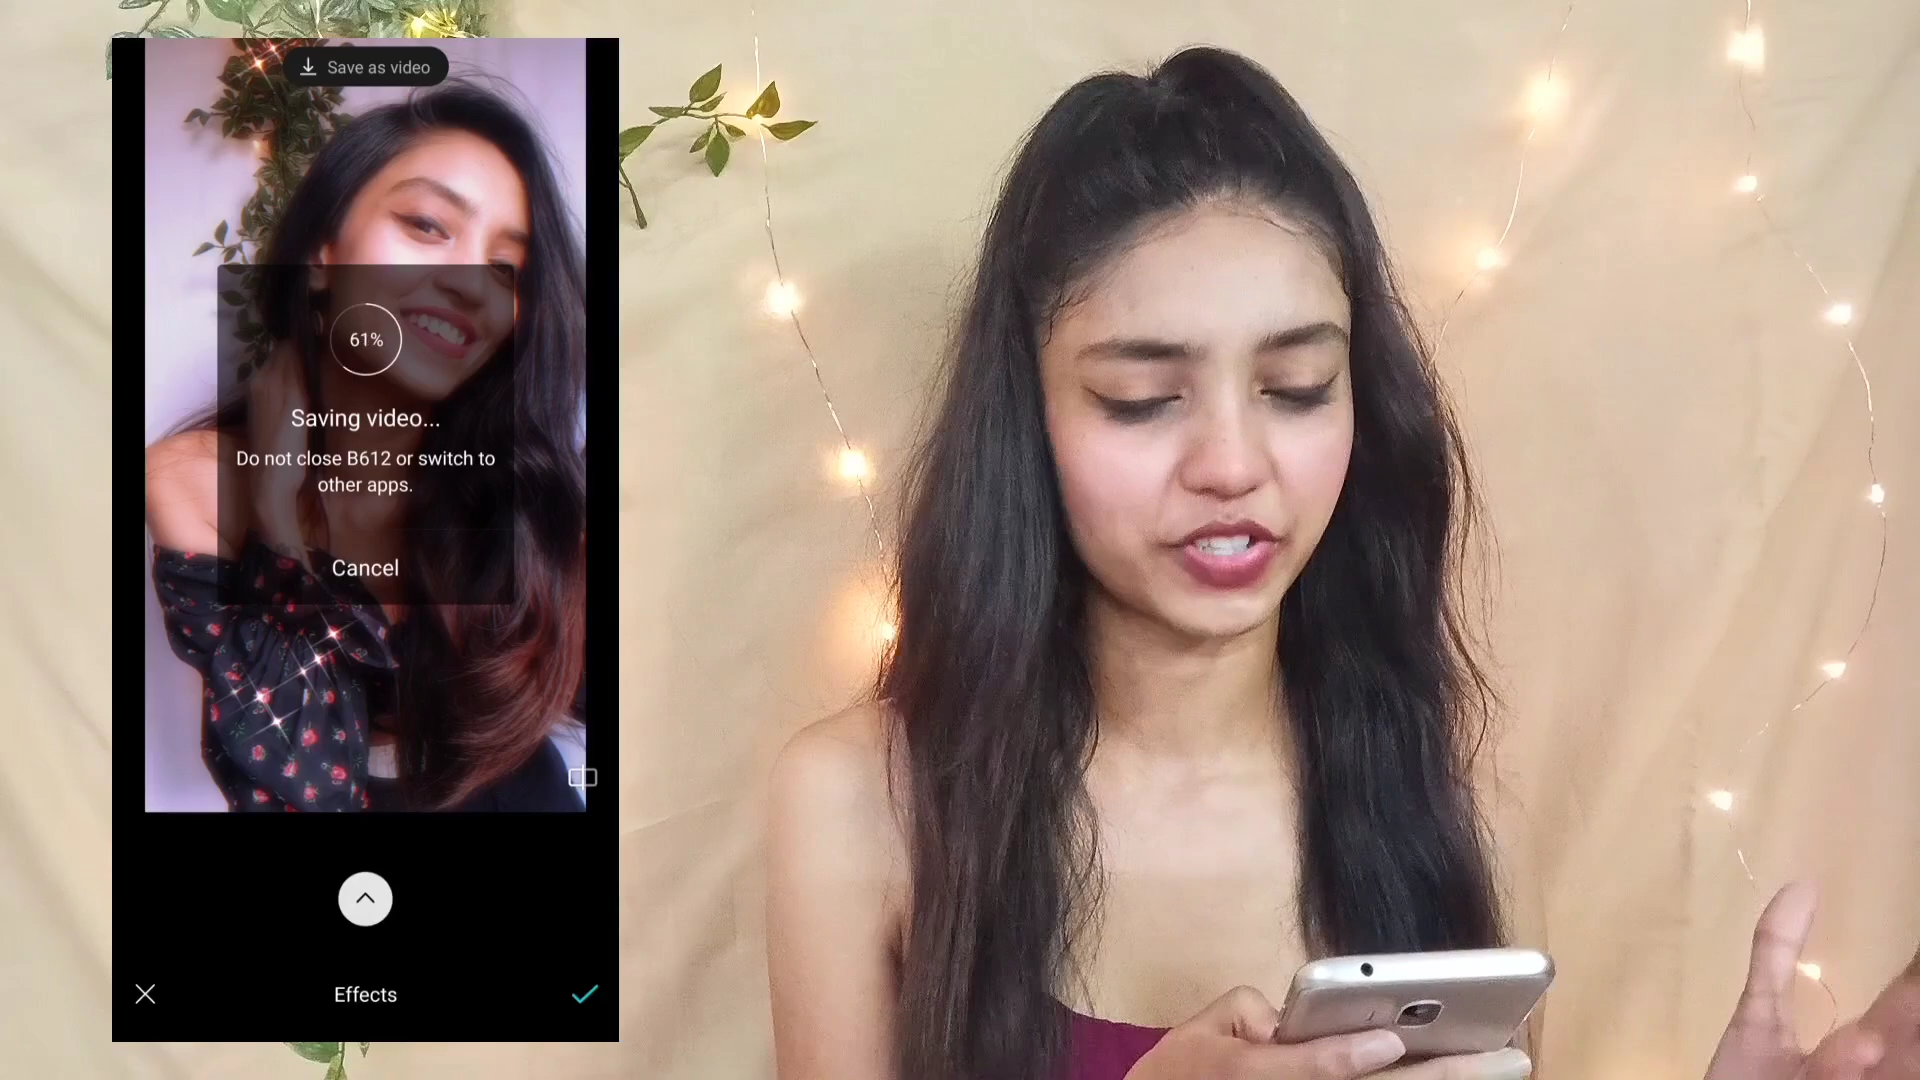 Save as video
61%
Saving video...
Do not close B612 or switch to
other apps.
Cancel
Effects